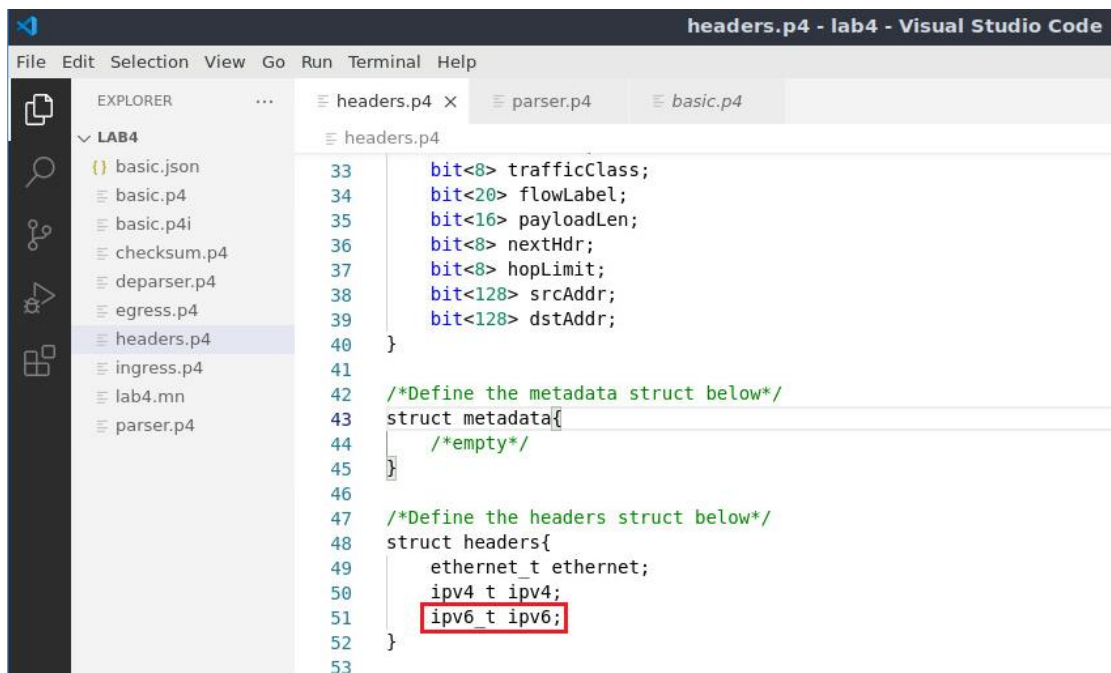 headers.p4 - lab4 - Visual Studio Code
File Edit Selection View Go Run Terminal Help
EXPLORER ...
LAB4
{} basic.json
basic.p4
basic.p4i
checksum.p4
deparser.p4
egress.p4
headers.p4
ingress.p4
lab4.mn
parser.p4
headers.p4 × parser.p4 basic.p4
headers.p4
33 bit<8> trafficClass;
34 bit<20> flowLabel;
35 bit<16> payloadLen;
36 bit<8> nextHdr;
37 bit<8> hopLimit;
38 bit<128> srcAddr;
39 bit<128> dstAddr;
40 }
41
42 /*Define the metadata struct below*/
43 struct metadata{
44 /*empty*/
45 }
46
47 /*Define the headers struct below*/
48 struct headers{
49 ethernet_t ethernet;
50 ipv4_t ipv4;
51 ipv6_t ipv6;
52 }
53